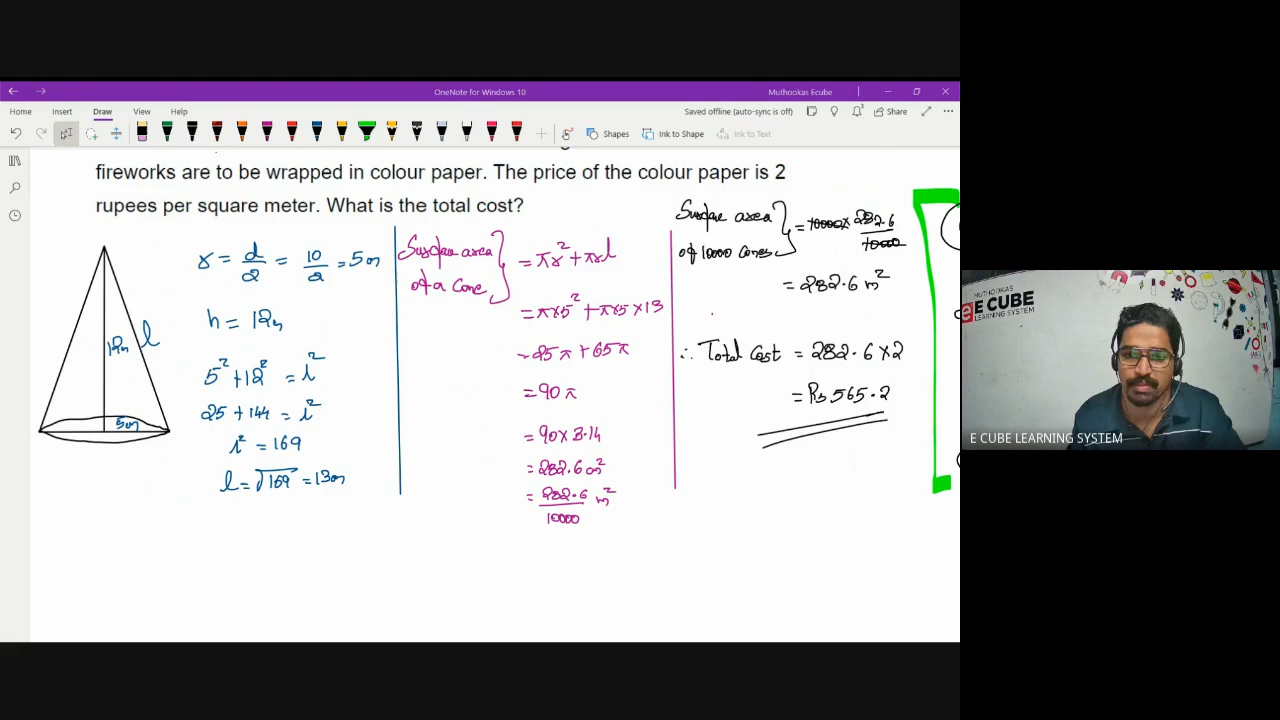 OneNote for Windows 10
Muthookas Ecube
Home Insert Draw View Help
Saved offline (auto-sync is off)
Share
Shapes
Ink to Shape
Ink to Text
fireworks are to be wrapped in colour paper. The price of the colour paper is 2
rupees per square meter. What is the total cost?
12cm
l
5cm
r = d/2 = 10/2 = 5cm
h = 12cm
5² + 12² = l²
25 + 144 = l²
l² = 169
l = √169 = 13cm
Surface area
of a cone
= πr² + πrl
= π×5² + π×5×13
= 25π + 65π
= 90π
= 90×3.14
= 282.6 cm²
= 282.6/10000 m²
Surface area
of 10000 cones
= 10000 × 282.6/10000
= 282.6 m²
∴ Total cost = 282.6×2
= Rs.565.2
MUTHOOKAS
E CUBE
LEARNING SYSTEM
E CUBE LEARNING SYSTEM